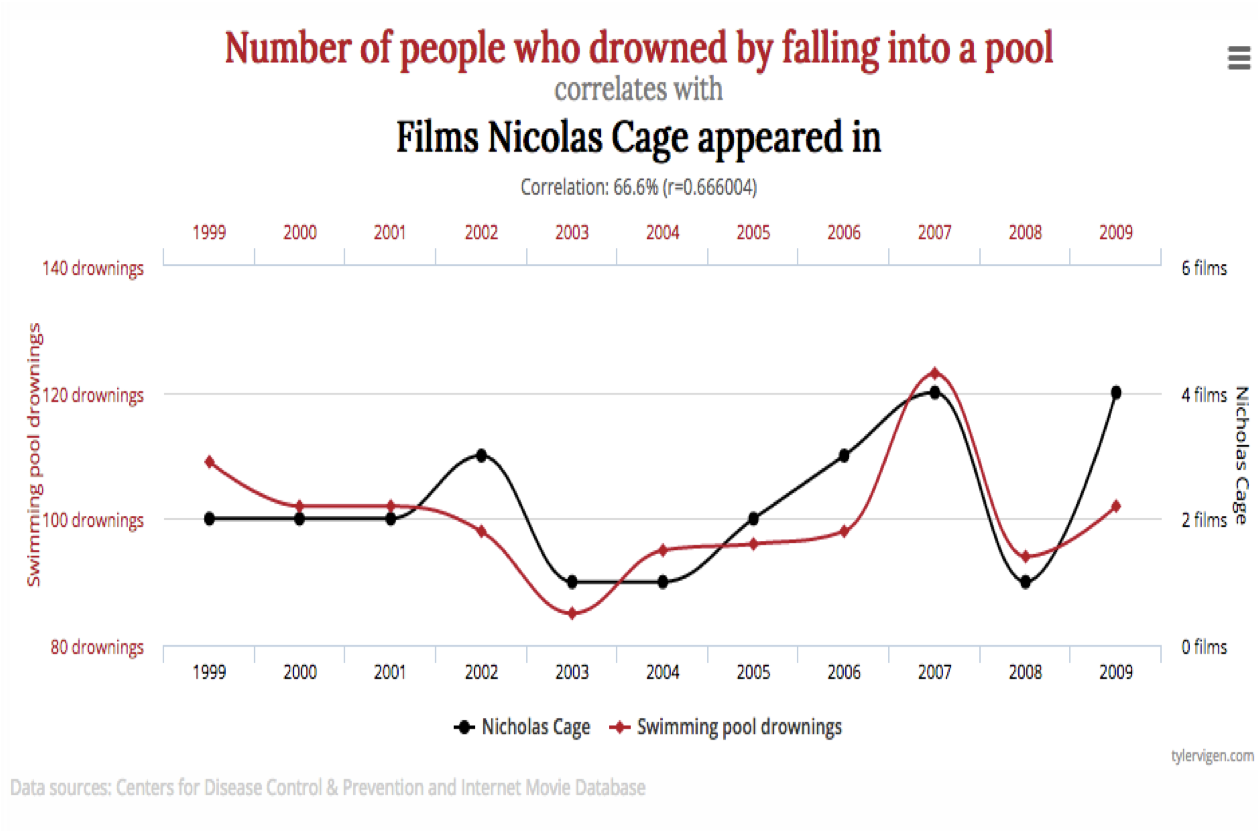 Number of people who drowned by falling into a pool
correlates with
Films Nicolas Cage appeared in
Correlation: 66.6% (r=0.666004)
1999 2000 2001 2002 2003 2004 2005 2006 2007 2008 2009
140 drownings 6 films
120 drownings 4 films
100 drownings 2 films
80 drownings 0 films
Swimming pool drownings
Nicholas Cage
1999 2000 2001 2002 2003 2004 2005 2006 2007 2008 2009
Nicholas Cage Swimming pool drownings
tylervigen.com
Data sources: Centers for Disease Control & Prevention and Internet Movie Database